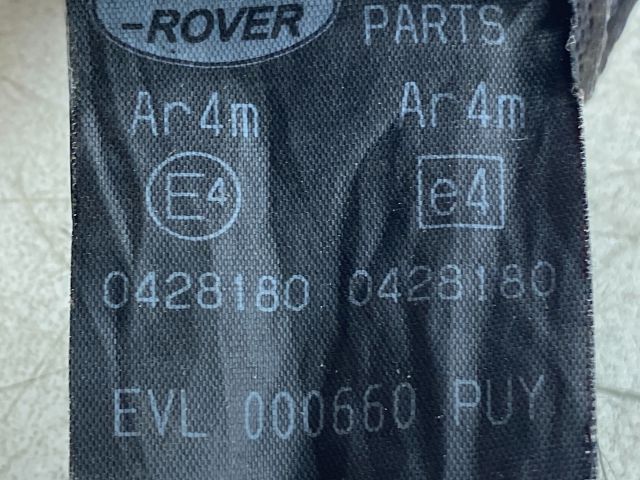 -ROVER PARTS
Ar4m Ar4m
E4 e4
0428180 0428180
EVL 000660 PUY